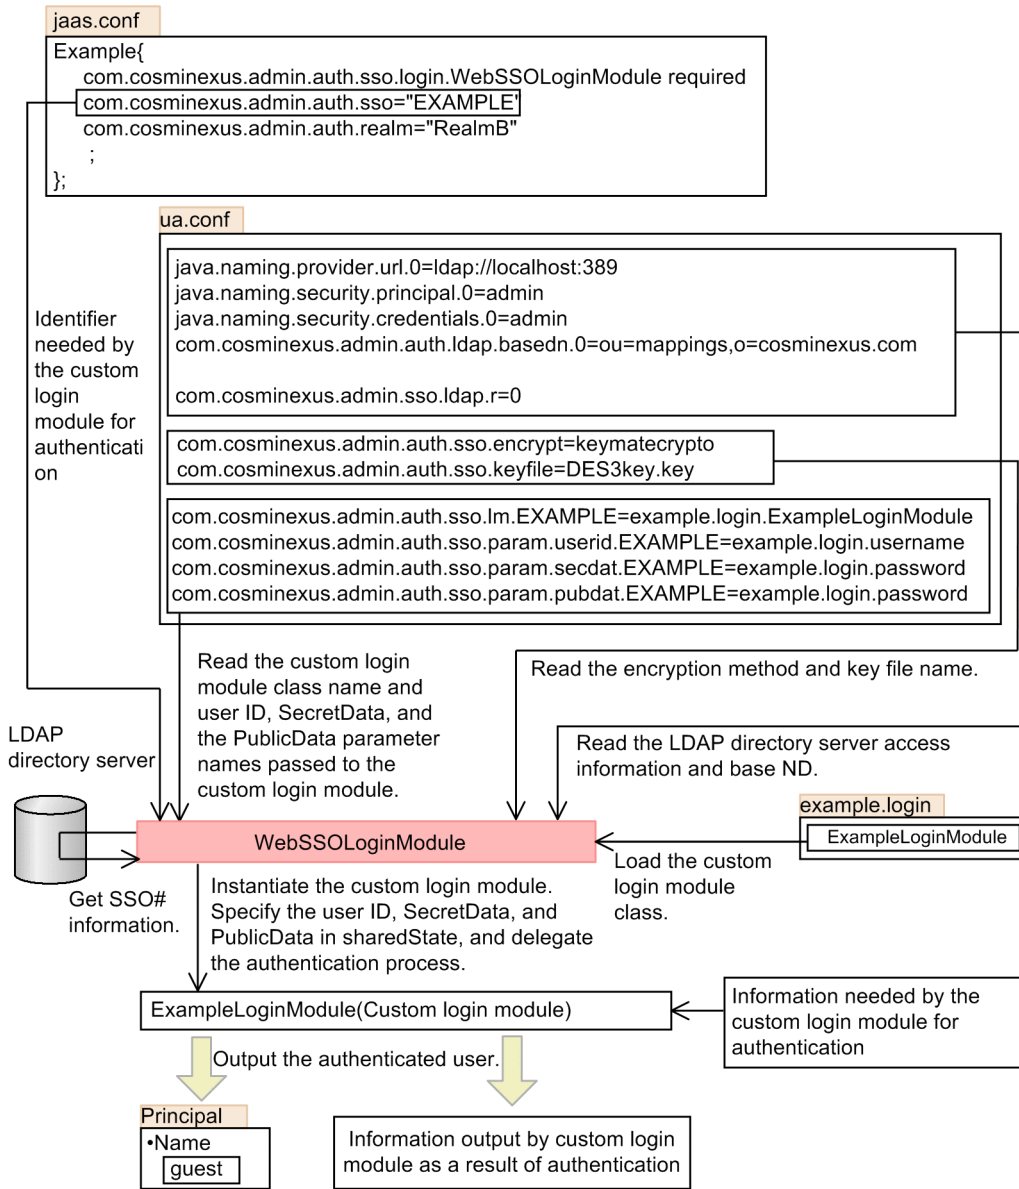 jaas.conf
Example{
com.cosminexus.admin.auth.sso.login.WebSSOLoginModule required
com.cosminexus.admin.auth.sso="EXAMPLE"
com.cosminexus.admin.auth.realm="RealmB"
;
};
ua.conf
java.naming.provider.url.0=ldap://localhost:389
java.naming.security.principal.0=admin
java.naming.security.credentials.0=admin
com.cosminexus.admin.auth.ldap.basedn.0=ou=mappings,o=cosminexus.com
com.cosminexus.admin.sso.ldap.r=0
Identifier
needed by
the custom
login
module for
authenticati
on
com.cosminexus.admin.auth.sso.encrypt=keymatecrypto
com.cosminexus.admin.auth.sso.keyfile=DES3key.key
com.cosminexus.admin.auth.sso.lm.EXAMPLE=example.login.ExampleLoginModule
com.cosminexus.admin.auth.sso.param.userid.EXAMPLE=example.login.username
com.cosminexus.admin.auth.sso.param.secdat.EXAMPLE=example.login.password
com.cosminexus.admin.auth.sso.param.pubdat.EXAMPLE=example.login.password
Read the custom login
module class name and
user ID, SecretData, and
the PublicData parameter
names passed to the
custom login module.
Read the encryption method and key file name.
Read the LDAP directory server access
information and base ND.
LDAP
directory server
example.login
ExampleLoginModule
WebSSOLoginModule
Load the custom
login module
class.
Get SSO#
information.
Instantiate the custom login module.
Specify the user ID, SecretData, and
PublicData in sharedState, and delegate
the authentication process.
ExampleLoginModule(Custom login module)
Information needed by the
custom login module for
authentication
Output the authenticated user.
Principal
•Name
guest
Information output by custom login
module as a result of authentication